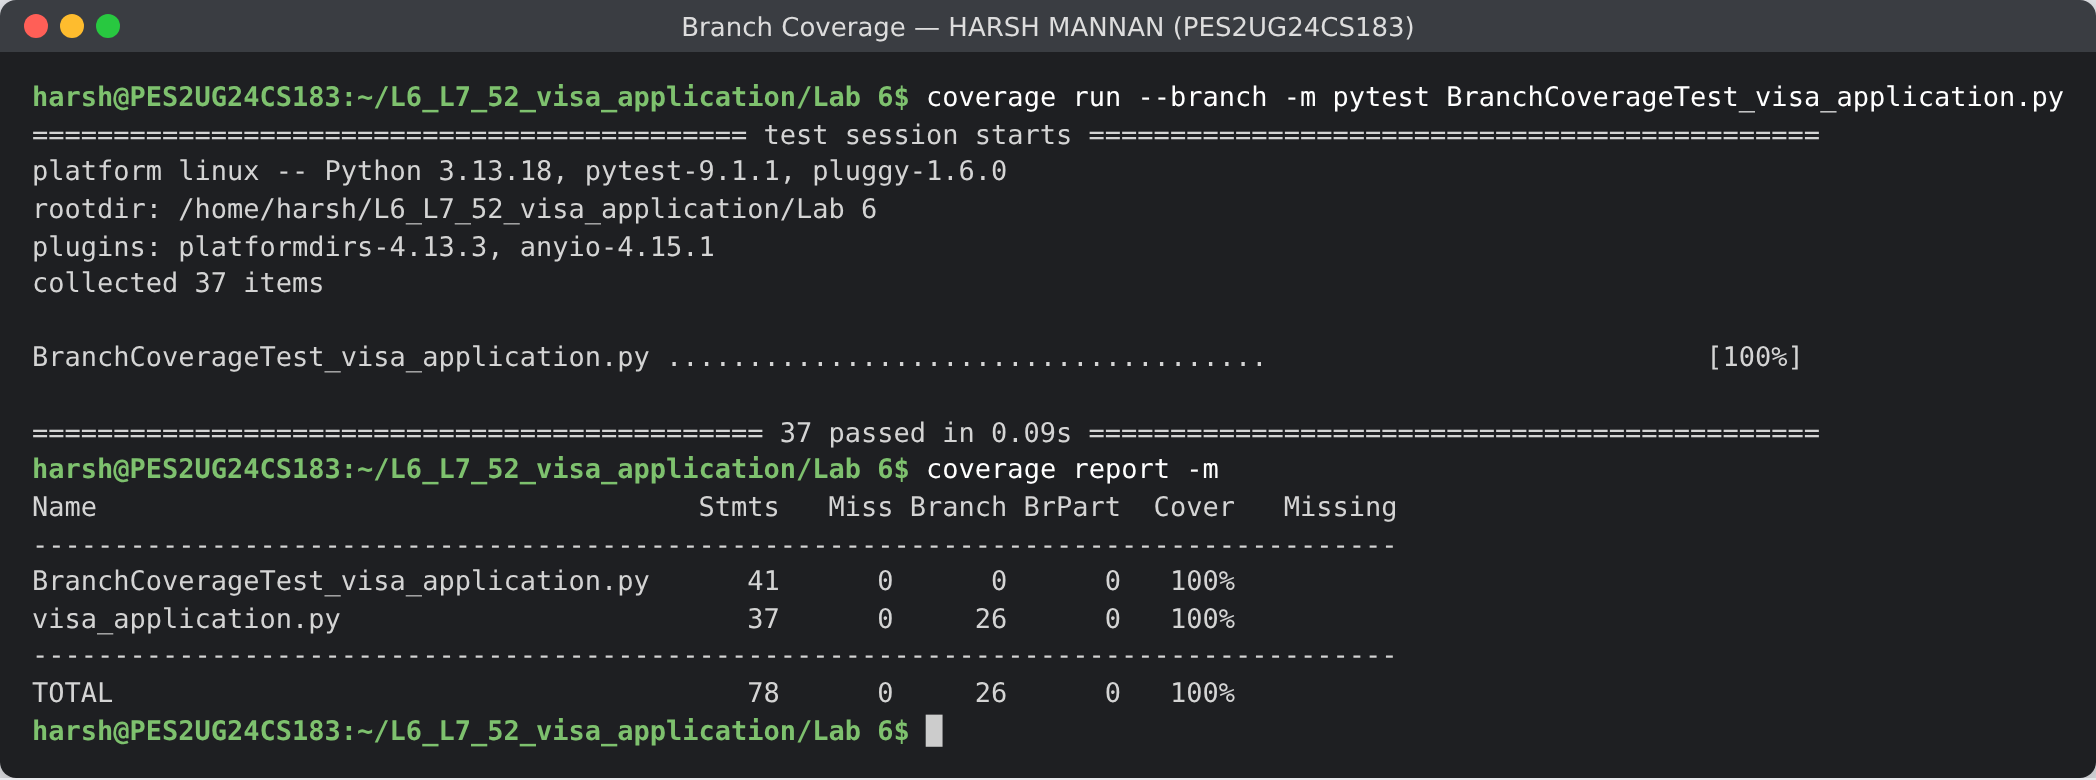 Branch Coverage — HARSH MANNAN (PES2UG24CS183)
harsh@PES2UG24CS183:~/L6_L7_52_visa_application/Lab 6$ coverage run --branch -m pytest BranchCoverageTest_visa_application.py
============================================ test session starts =============================================
platform linux -- Python 3.13.18, pytest-9.1.1, pluggy-1.6.0
rootdir: /home/harsh/L6_L7_52_visa_application/Lab 6
plugins: platformdirs-4.13.3, anyio-4.15.1
collected 37 items
BranchCoverageTest_visa_application.py ..................................... [100%]
============================================= 37 passed in 0.09s =============================================
harsh@PES2UG24CS183:~/L6_L7_52_visa_application/Lab 6$ coverage report -m
Name Stmts Miss Branch BrPart Cover Missing
------------------------------------------------------------------------------------
BranchCoverageTest_visa_application.py 41 0 0 0 100%
visa_application.py 37 0 26 0 100%
------------------------------------------------------------------------------------
TOTAL 78 0 26 0 100%
harsh@PES2UG24CS183:~/L6_L7_52_visa_application/Lab 6$